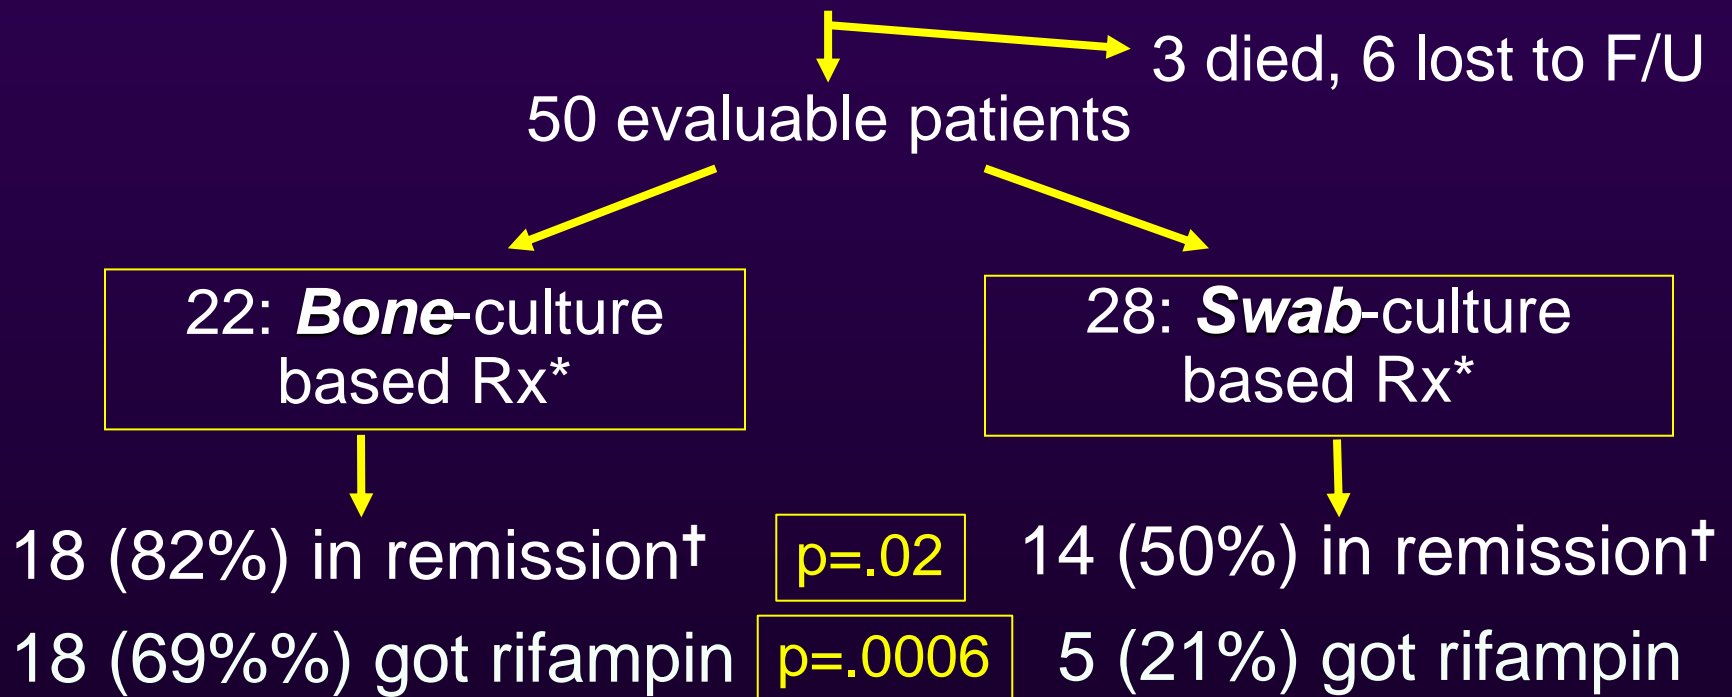 3 died, 6 lost to F/U
50 evaluable patients
22: Bone-culture
based Rx*
28: Swab-culture
based Rx*
18 (82%) in remission†
p=.02
14 (50%) in remission†
18 (69%%) got rifampin
p=.0006
5 (21%) got rifampin